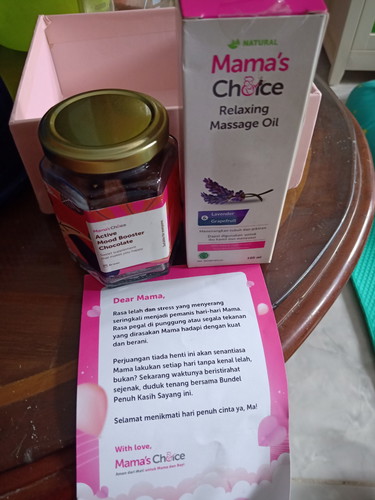 NATURAL
Mama's
Choice
Relaxing
Massage Oil
Lavender
&
Grapefruit
Mama's Choice
Active
Mood Booster
Chocolate
Dear Mama,
Rasa lelah dan stress yang menyerang
seringkali menjadi pemanis hari-hari Mama.
Rasa pegal di punggung atau segala tekanan
yang dirasakan Mama hadapi dengan kuat
dan berani.
Perjuangan tiada henti ini akan senantiasa
Mama lakukan setiap hari tanpa kenal lelah,
bukan? Sekarang waktunya beristirahat
sejenak, duduk tenang bersama Bundel
Penuh Kasih Sayang ini.
Selamat menikmati hari penuh cinta ya, Ma!
With love,
Mama's Choice